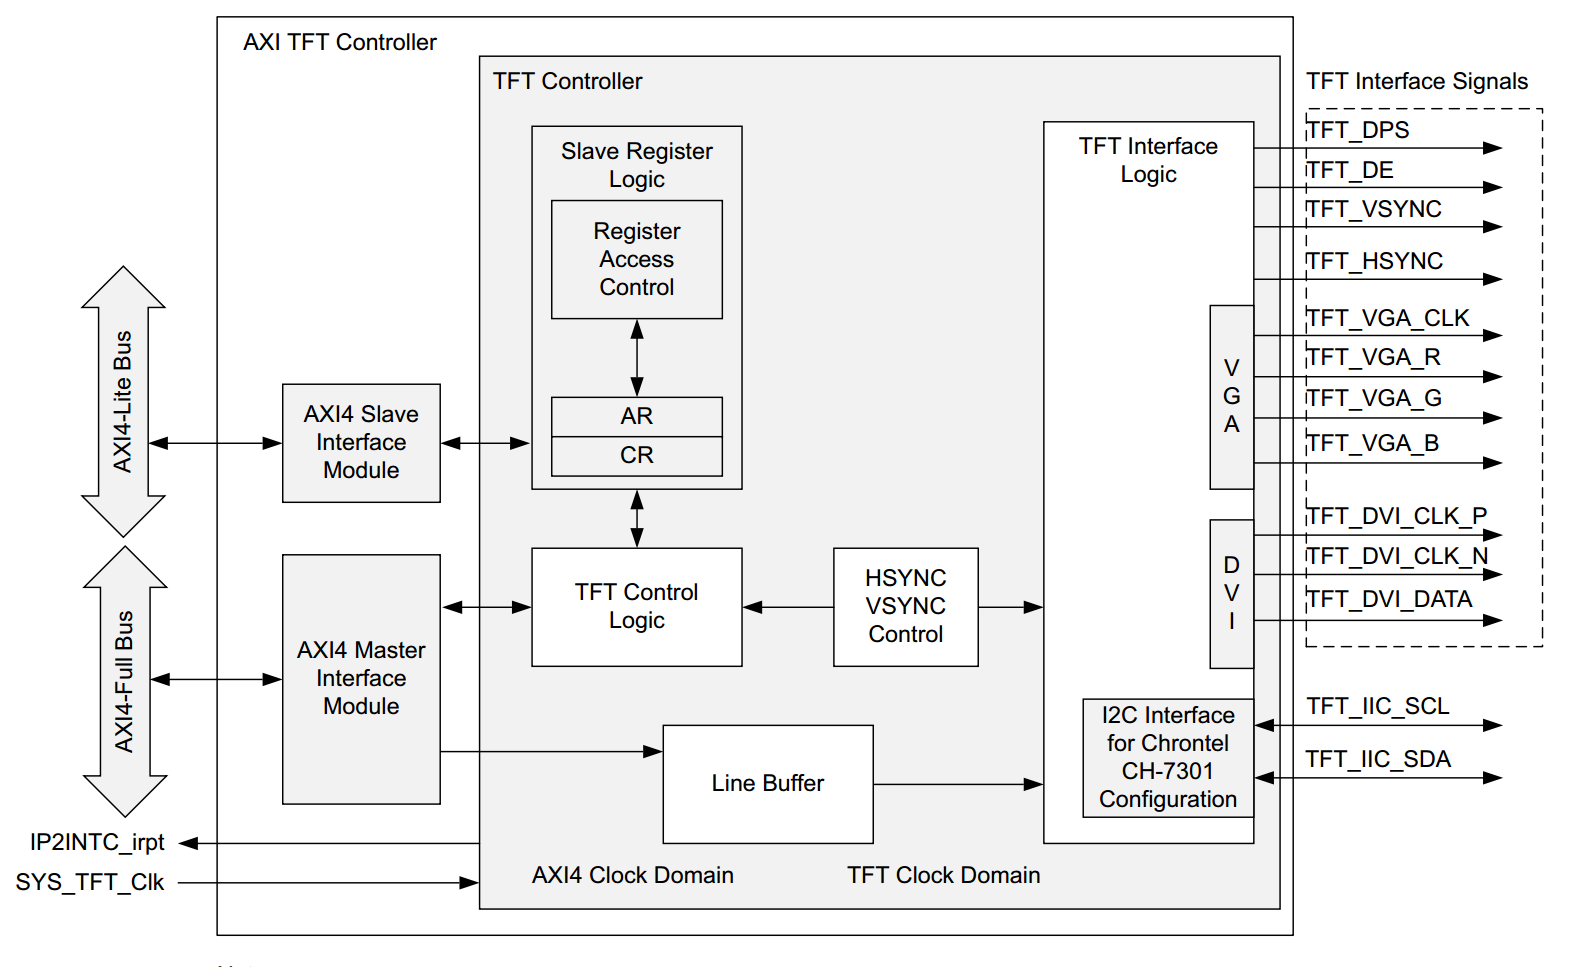 AXI TFT Controller
TFT Controller
TFT Interface Signals
Slave Register
Logic
Register
Access
Control
AR
CR
AXI4-Lite Bus
AXI4 Slave
Interface
Module
TFT Interface
Logic
TFT_DPS
TFT_DE
TFT_VSYNC
TFT_HSYNC
VGA
TFT_VGA_CLK
TFT_VGA_R
TFT_VGA_G
TFT_VGA_B
DVI
TFT_DVI_CLK_P
TFT_DVI_CLK_N
TFT_DVI_DATA
AXI4-Full Bus
AXI4 Master
Interface
Module
TFT Control
Logic
HSYNC
VSYNC
Control
Line Buffer
I2C Interface
for Chrontel
CH-7301
Configuration
TFT_IIC_SCL
TFT_IIC_SDA
IP2INTC_irpt
SYS_TFT_Clk
AXI4 Clock Domain
TFT Clock Domain